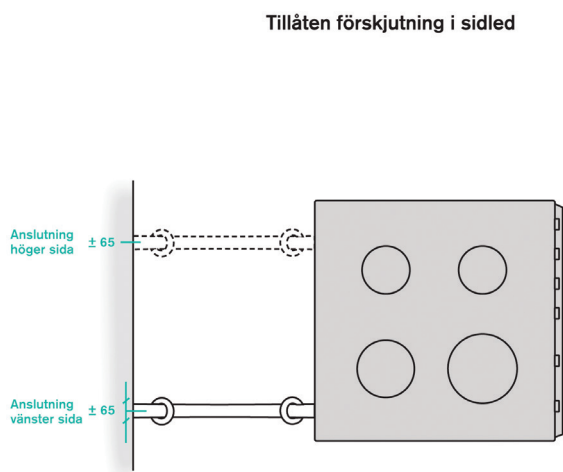 Tillåten förskjutning i sidled
Anslutning
höger sida
± 65
Anslutning
vänster sida
± 65